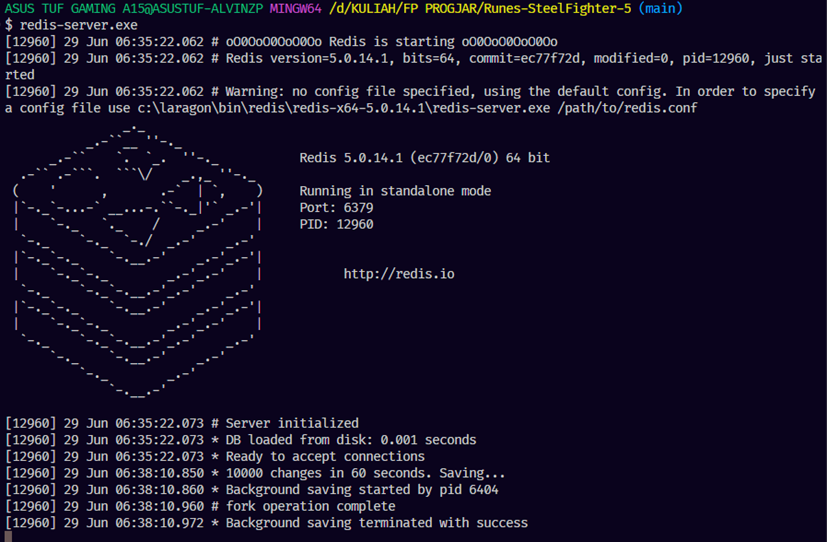 ASUS TUF GAMING A15@ASUSTUF-ALVINZP MINGW64 /d/KULIAH/FP PROGJAR/Runes-SteelFighter-5 (main)
$ redis-server.exe
[12960] 29 Jun 06:35:22.062 # oO0OoO0OoO0Oo Redis is starting oO0OoO0OoO0Oo
[12960] 29 Jun 06:35:22.062 # Redis version=5.0.14.1, bits=64, commit=ec77f72d, modified=0, pid=12960, just sta
rted
[12960] 29 Jun 06:35:22.062 # Warning: no config file specified, using the default config. In order to specify
a config file use c:\laragon\bin\redis\redis-x64-5.0.14.1\redis-server.exe /path/to/redis.conf
Redis 5.0.14.1 (ec77f72d/0) 64 bit
Running in standalone mode
Port: 6379
PID: 12960
http://redis.io
[12960] 29 Jun 06:35:22.073 # Server initialized
[12960] 29 Jun 06:35:22.073 * DB loaded from disk: 0.001 seconds
[12960] 29 Jun 06:35:22.073 * Ready to accept connections
[12960] 29 Jun 06:38:10.850 * 10000 changes in 60 seconds. Saving...
[12960] 29 Jun 06:38:10.860 * Background saving started by pid 6404
[12960] 29 Jun 06:38:10.960 # fork operation complete
[12960] 29 Jun 06:38:10.972 * Background saving terminated with success